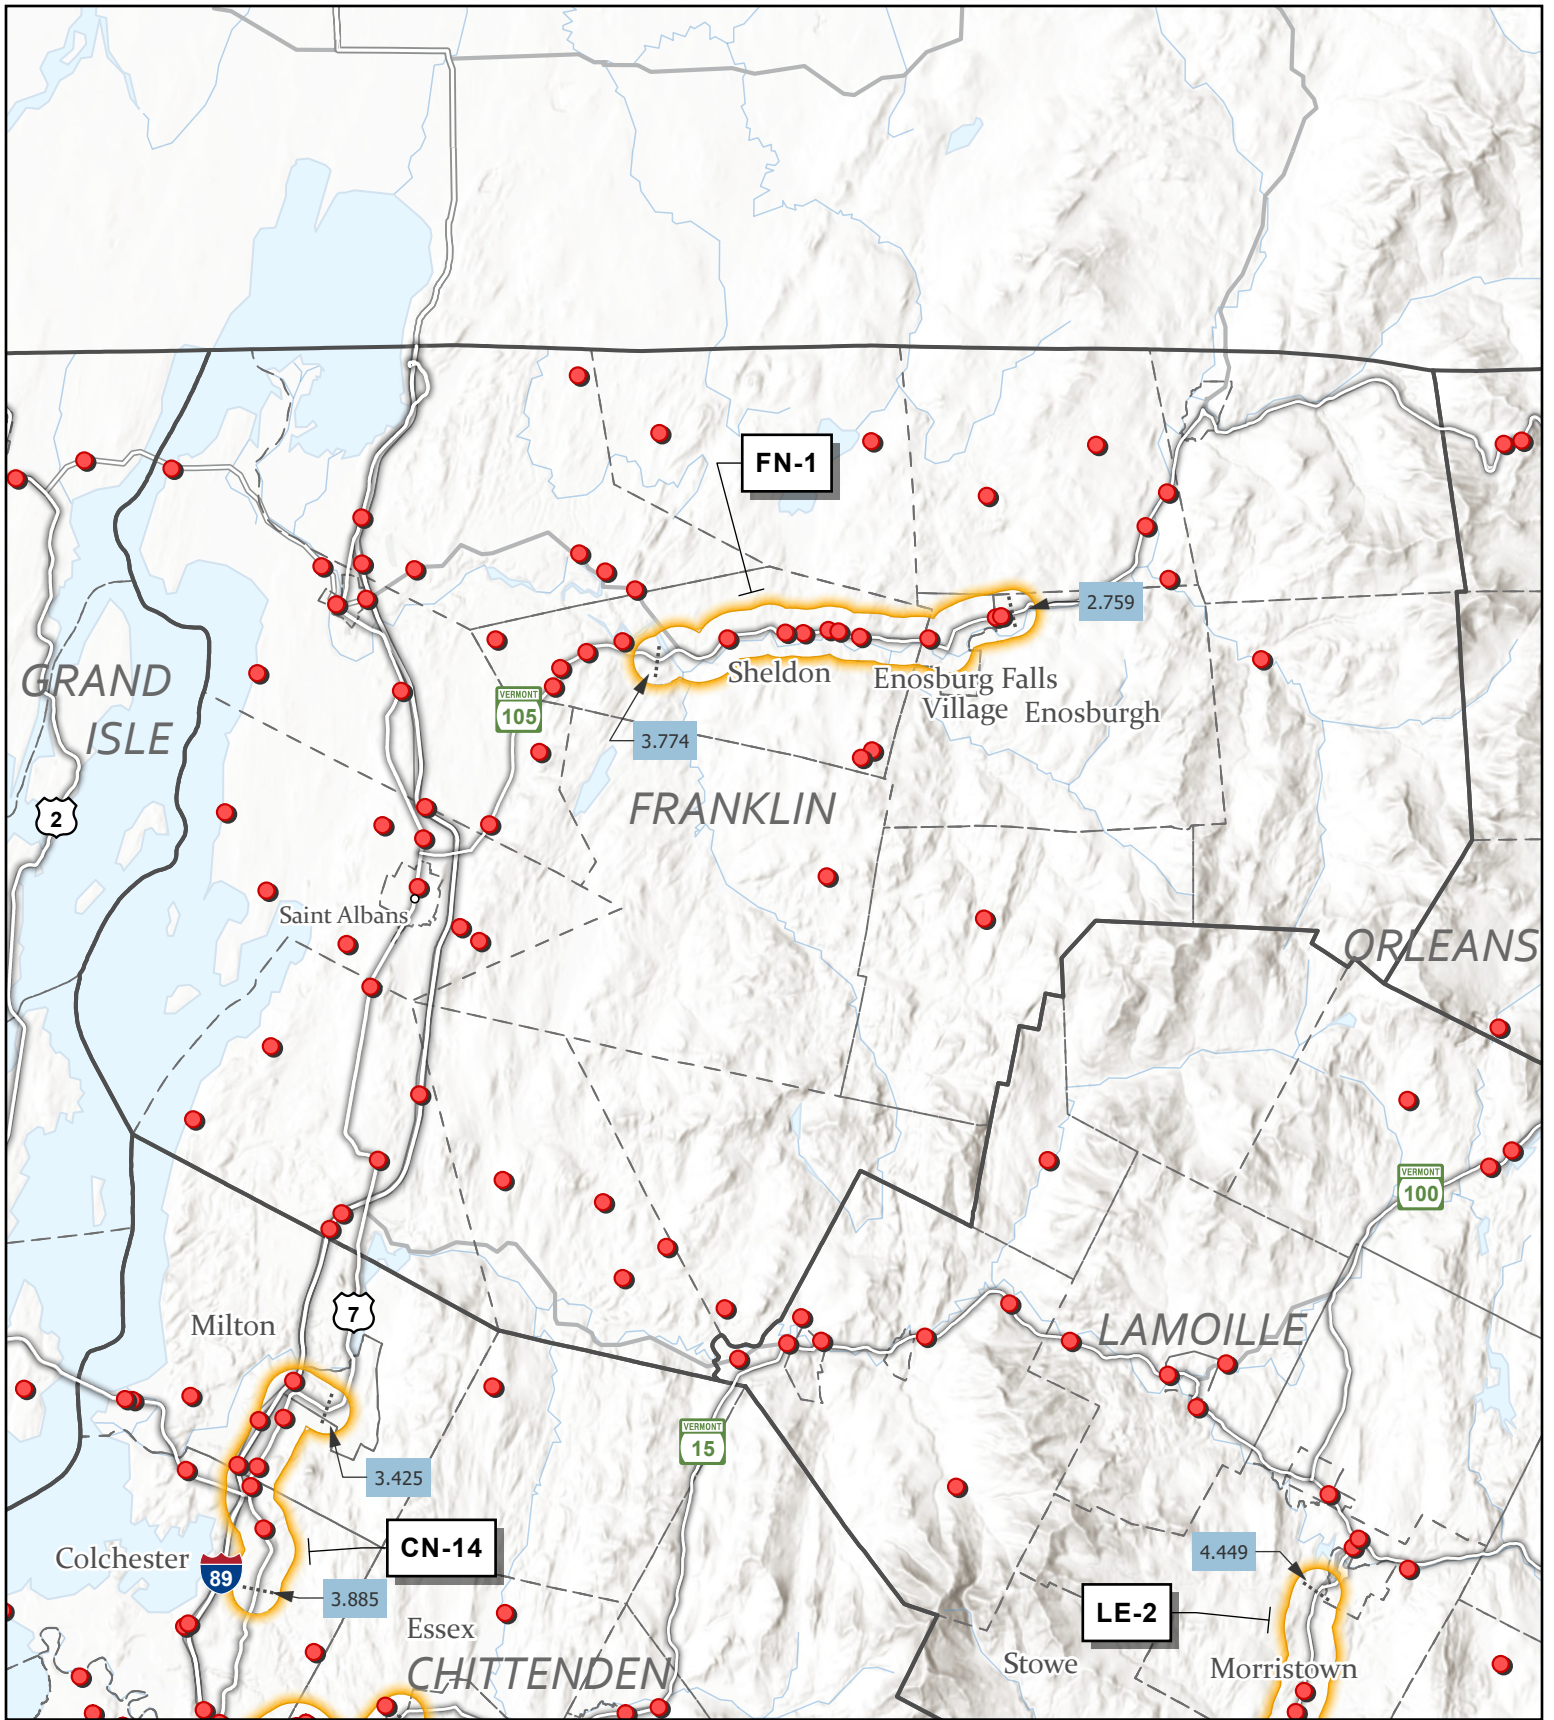 FN-1
2.759
GRAND
ISLE
Sheldon
Enosburg Falls
Village
Enosburgh
VERMONT
105
3.774
2
FRANKLIN
Saint Albans
ORLEANS
VERMONT
100
7
Milton
LAMOILLE
VERMONT
15
3.425
Colchester
89
CN-14
4.449
3.885
LE-2
Essex
Stowe
Morristown
CHITTENDEN